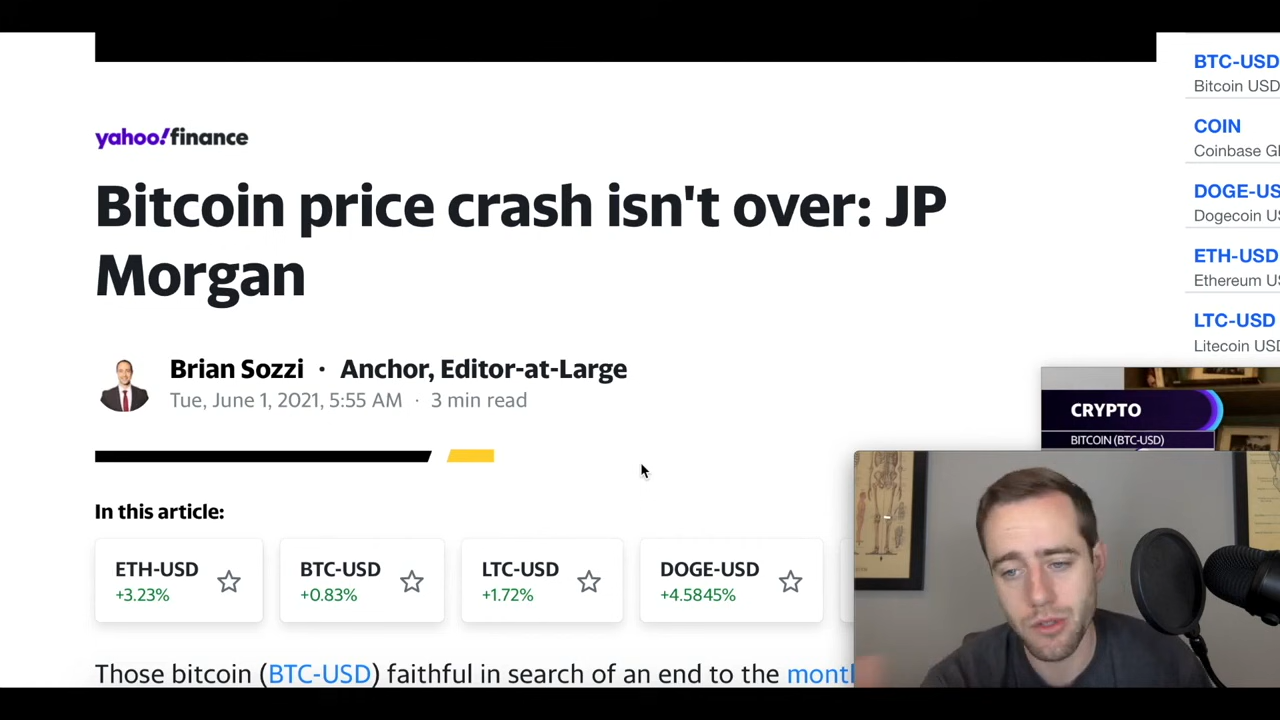 yahoo!finance
Bitcoin price crash isn't over: JP
Morgan
Brian Sozzi · Anchor, Editor-at-Large
Tue, June 1, 2021, 5:55 AM · 3 min read
In this article:
ETH-USD
+3.23%
BTC-USD
+0.83%
LTC-USD
+1.72%
DOGE-USD
+4.5845%
Those bitcoin (BTC-USD) faithful in search of an end to the
BTC-USD
Bitcoin USD
COIN
Coinbase
DOGE-US
Dogecoin
ETH-USD
Ethereum
LTC-USD
Litecoin USD
CRYPTO
BITCOIN (BTC-USD)